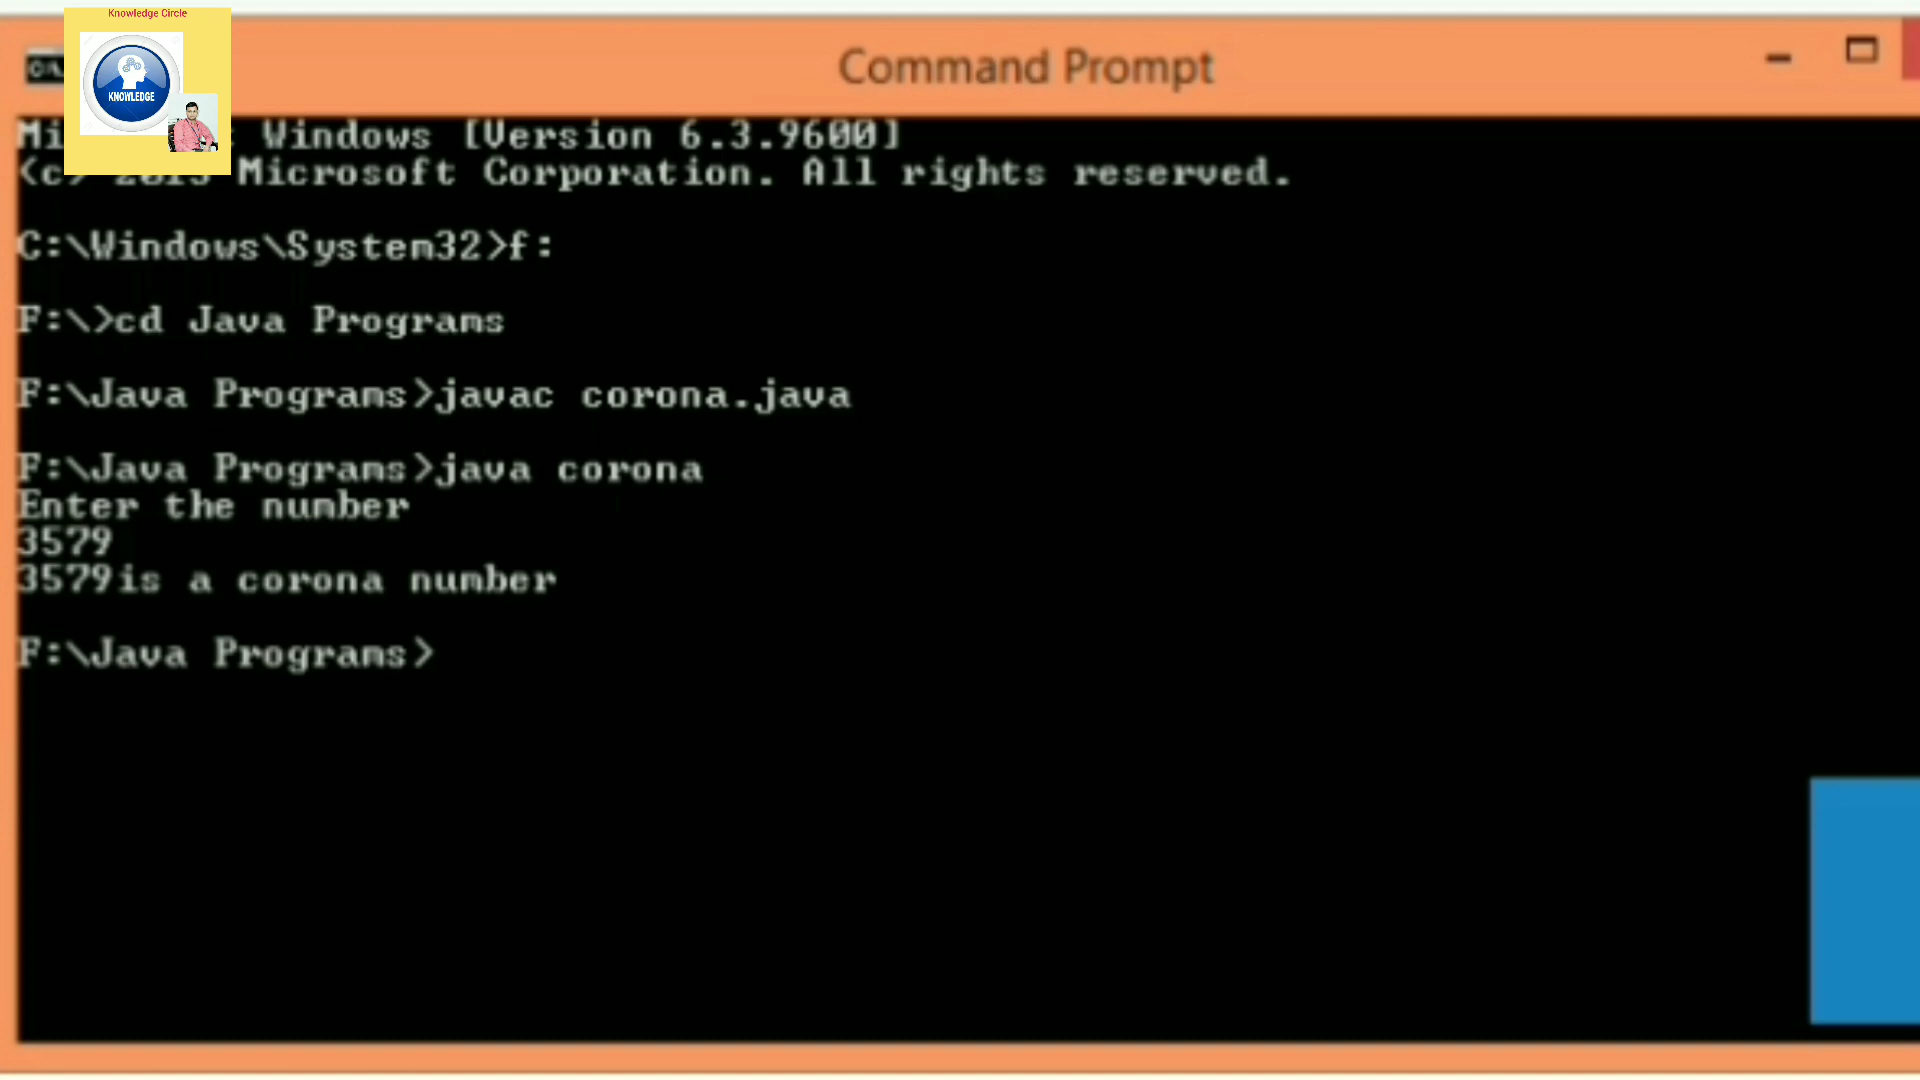 Knowledge Circle
KNOWLEDGE
Command Prompt
Windows [Version 6.3.9600]
(c) 2013 Microsoft Corporation. All rights reserved.
C:\Windows\System32>f:
F:\>cd Java Programs
F:\Java Programs>javac corona.java
F:\Java Programs>java corona
Enter the number
3579
3579is a corona number
F:\Java Programs>